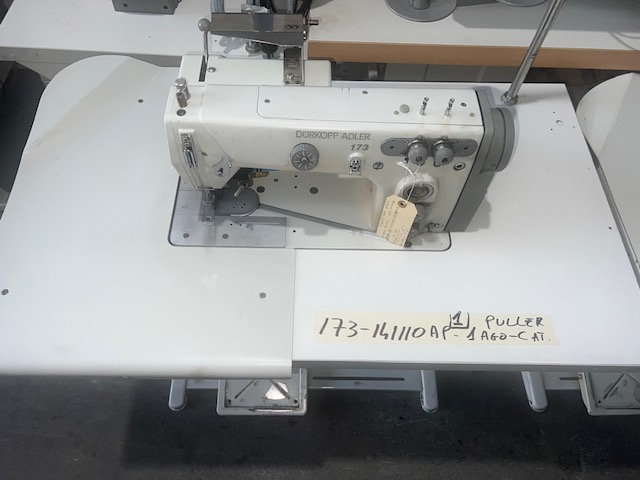 DÜRKOPP ADLER
173
173-141110 AP-
1 PULLER
1 AGO-CAT.